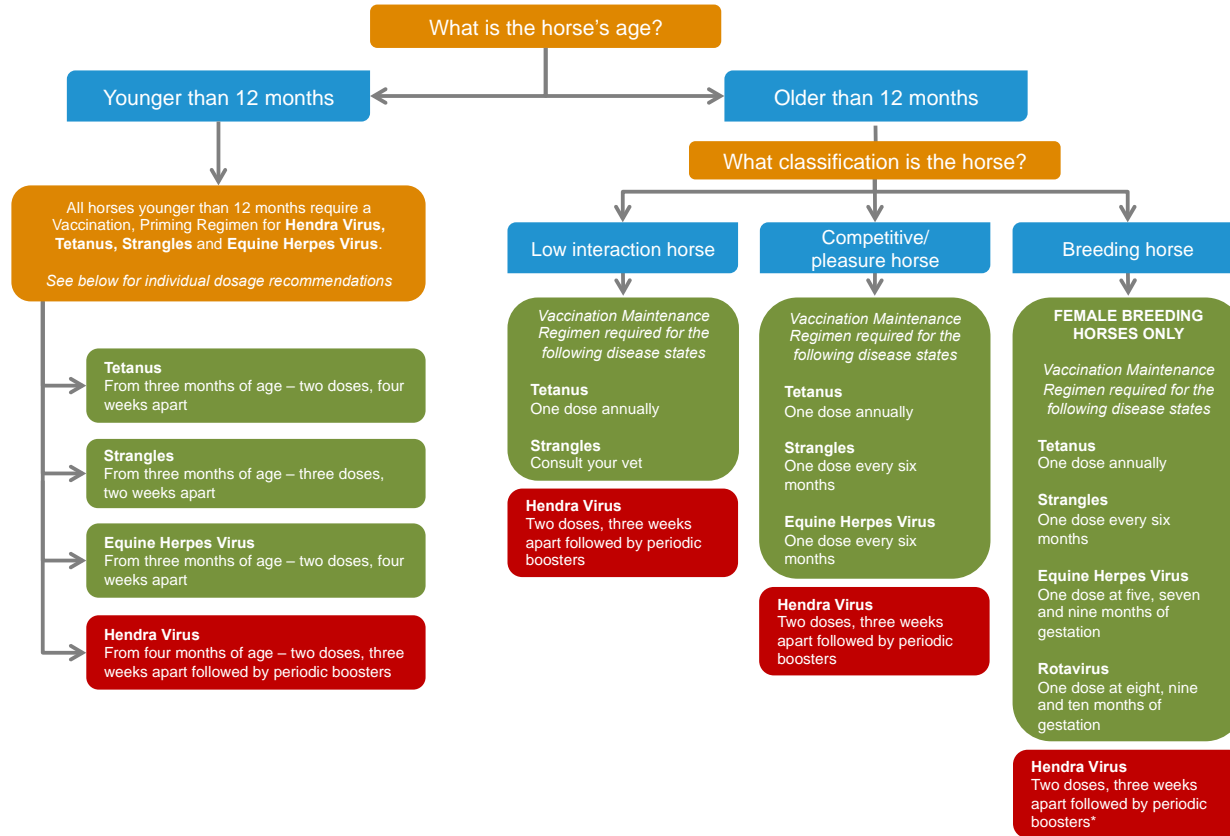 What is the horse's age?
Younger than 12 months
Older than 12 months
What classification is the horse?
All horses younger than 12 months require a
Vaccination, Priming Regimen for Hendra Virus,
Tetanus, Strangles and Equine Herpes Virus.
See below for individual dosage recommendations
Tetanus
From three months of age – two doses, four
weeks apart
Strangles
From three months of age – three doses,
two weeks apart
Equine Herpes Virus
From three months of age – two doses, four
weeks apart
Hendra Virus
From four months of age – two doses, three
weeks apart followed by periodic boosters
Low interaction horse
Vaccination Maintenance
Regimen required for the
following disease states
Tetanus
One dose annually
Strangles
Consult your vet
Hendra Virus
Two doses, three weeks
apart followed by periodic
boosters
Competitive/
pleasure horse
Vaccination Maintenance
Regimen required for the
following disease states
Tetanus
One dose annually
Strangles
One dose every six
months
Equine Herpes Virus
One dose every six
months
Hendra Virus
Two doses, three weeks
apart followed by periodic
boosters
Breeding horse
FEMALE BREEDING
HORSES ONLY
Vaccination Maintenance
Regimen required for the
following disease states
Tetanus
One dose annually
Strangles
One dose every six
months
Equine Herpes Virus
One dose at five, seven
and nine months of
gestation
Rotavirus
One dose at eight, nine
and ten months of
gestation
Hendra Virus
Two doses, three weeks
apart followed by periodic
boosters*